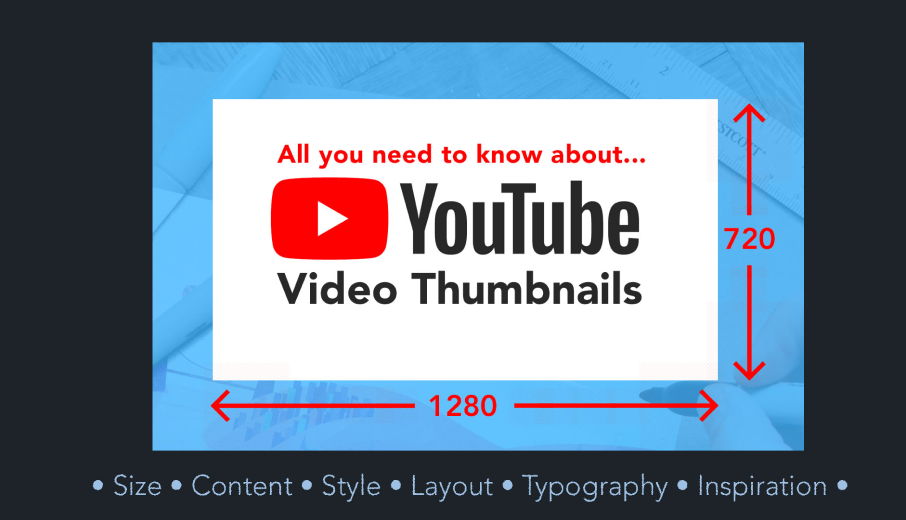 All you need to know about...
YouTube
Video Thumbnails
720
1280
• Size • Content • Style • Layout • Typography • Inspiration •